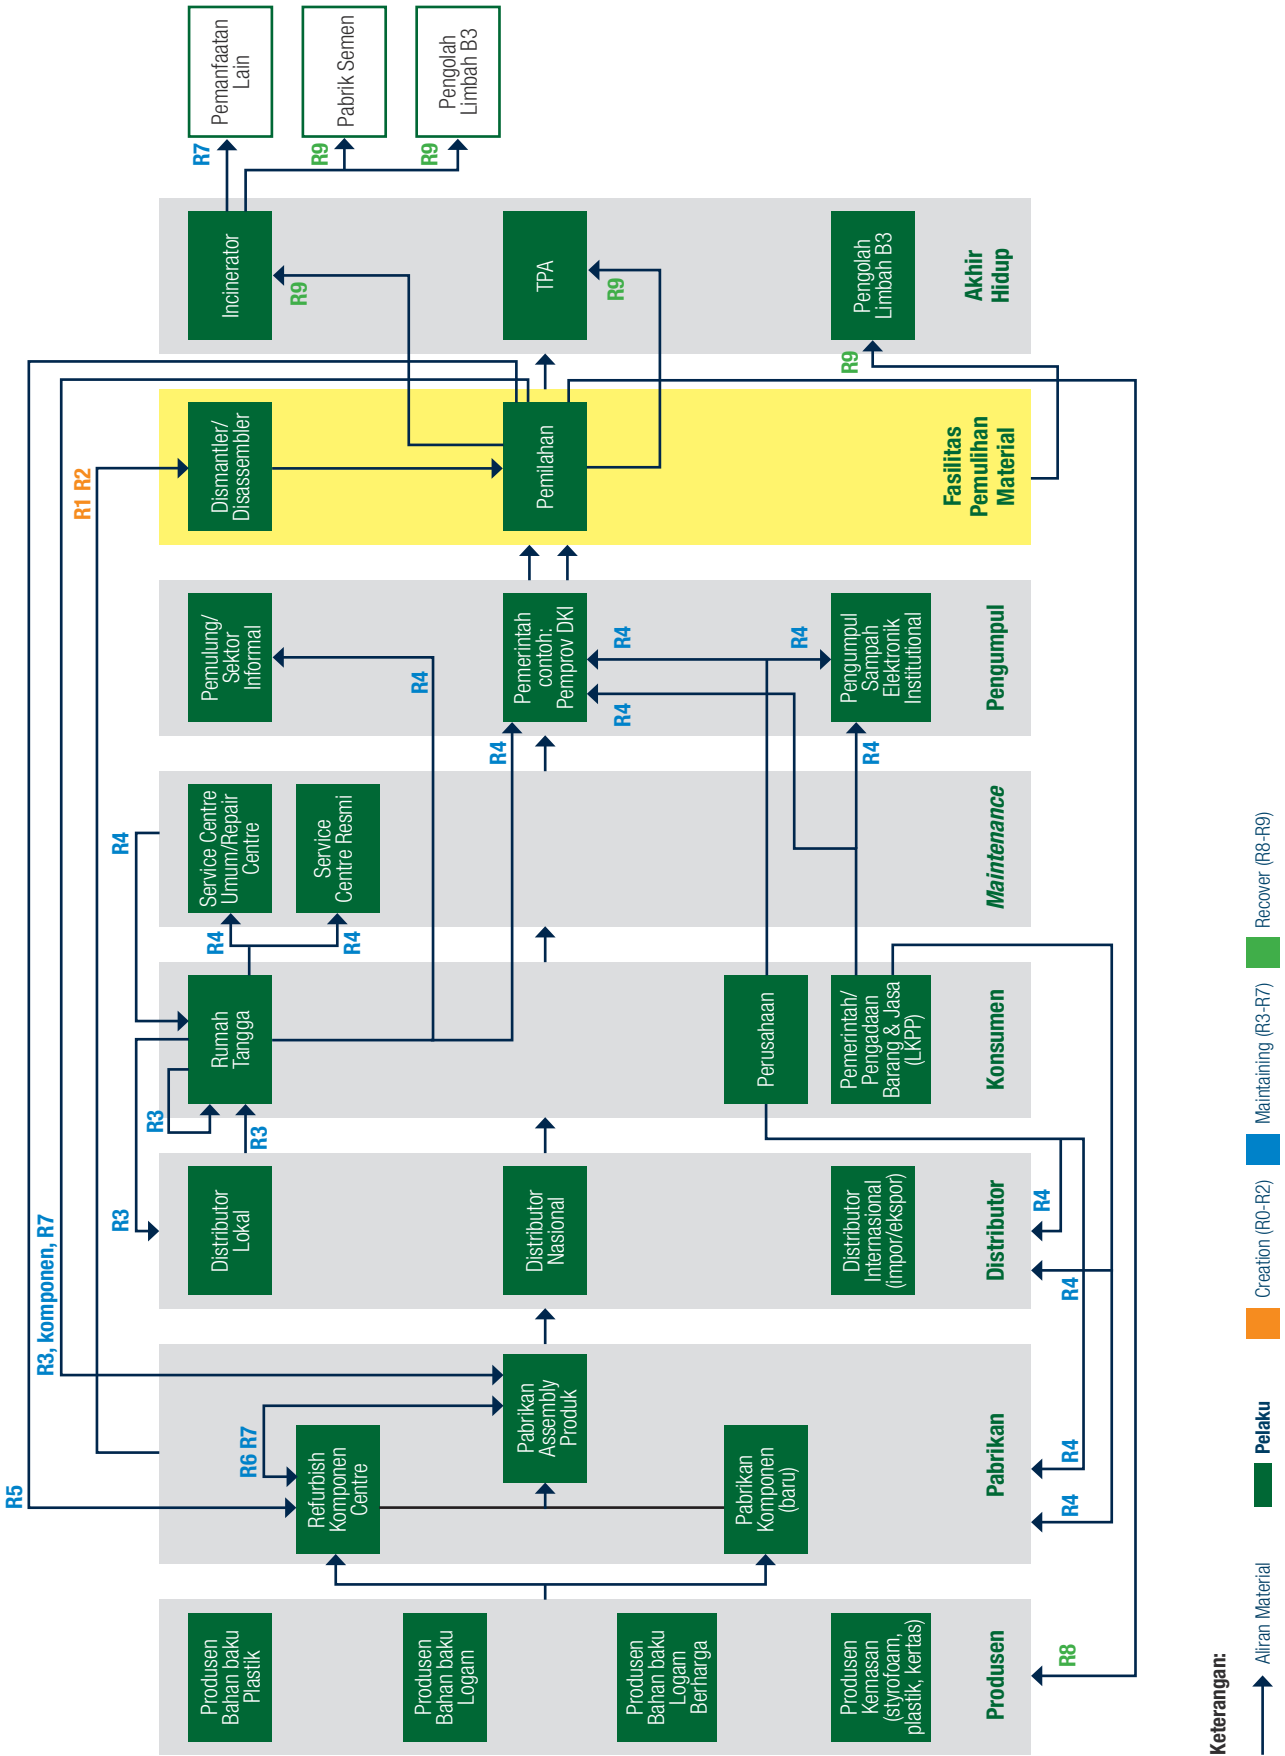 R5
R3, komponen, R7
R1 R2
Produsen
Bahan baku
Plastik
Produsen
Bahan baku
Logam
Produsen
Bahan baku
Logam
Berharga
Produsen
Kemasan
(styrofoam,
plastik, kertas)
Produsen
R8
R6 R7
Refurbish
Komponen
Centre
Pabrikan
Assembly
Produk
Pabrikan
Komponen
(baru)
Pabrikan
R4
R4
R3
Distributor
Lokal
Distributor
Nasional
Distributor
Internasional
(impor/ekspor)
Distributor
R4
R4
R3
R3
Rumah
Tangga
Perusahaan
Pemerintah/
Pengadaan
Barang & Jasa
(LKPP)
Konsumen
R4
R4
R4
Service Centre
Umum/Repair
Centre
Service
Centre Resmi
Maintenance
R4
R4
R4
R4
R4
R4
Pemulung/
Sektor
Informal
Pemerintah
contoh:
Pemprov DKI
Pengumpul
Sampah
Elektronik
Institutional
Pengumpul
Dismantler/
Disassembler
Pemilahan
Fasilitas
Pemulihan
Material
R9
R9
R9
Incinerator
TPA
Pengolah
Limbah B3
Akhir
Hidup
R7
R9
R9
Pemanfaatan
Lain
Pabrik Semen
Pengolah
Limbah B3
Keterangan:
Aliran Material
Pelaku
Creation (R0-R2)
Maintaining (R3-R7)
Recover (R8-R9)